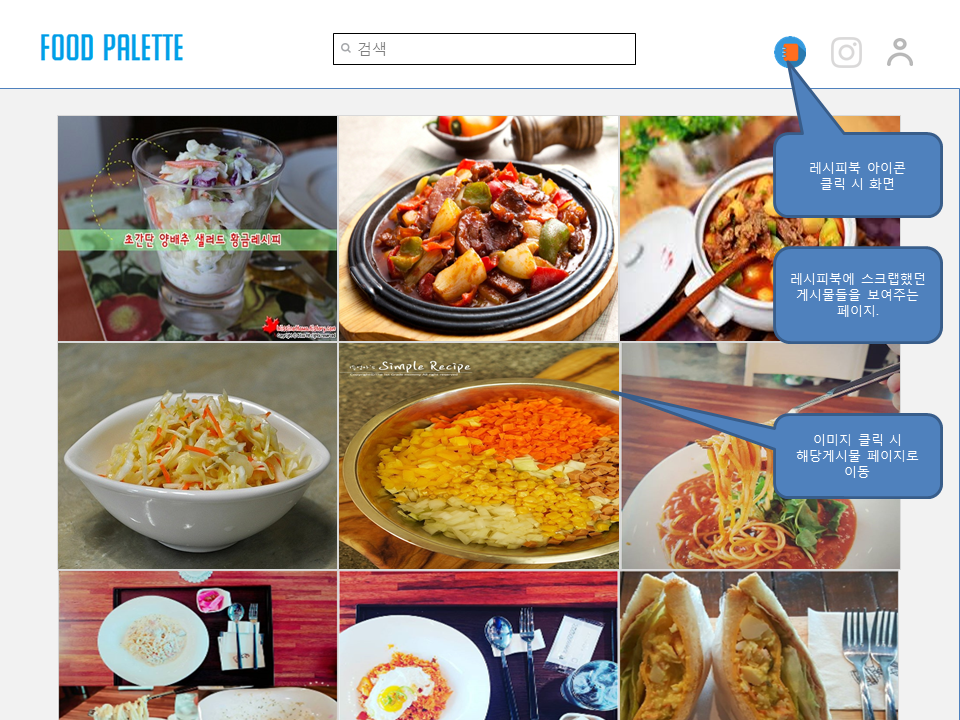 FOOD PALETTE
검색
레시피북 아이콘
클릭 시 화면
초간단 양배추 샐러드 황금레시피
레시피북에 스크랩했던
게시물들을 보여주는
페이지.
Simple Recipe
이미지 클릭 시
해당게시물 페이지로
이동